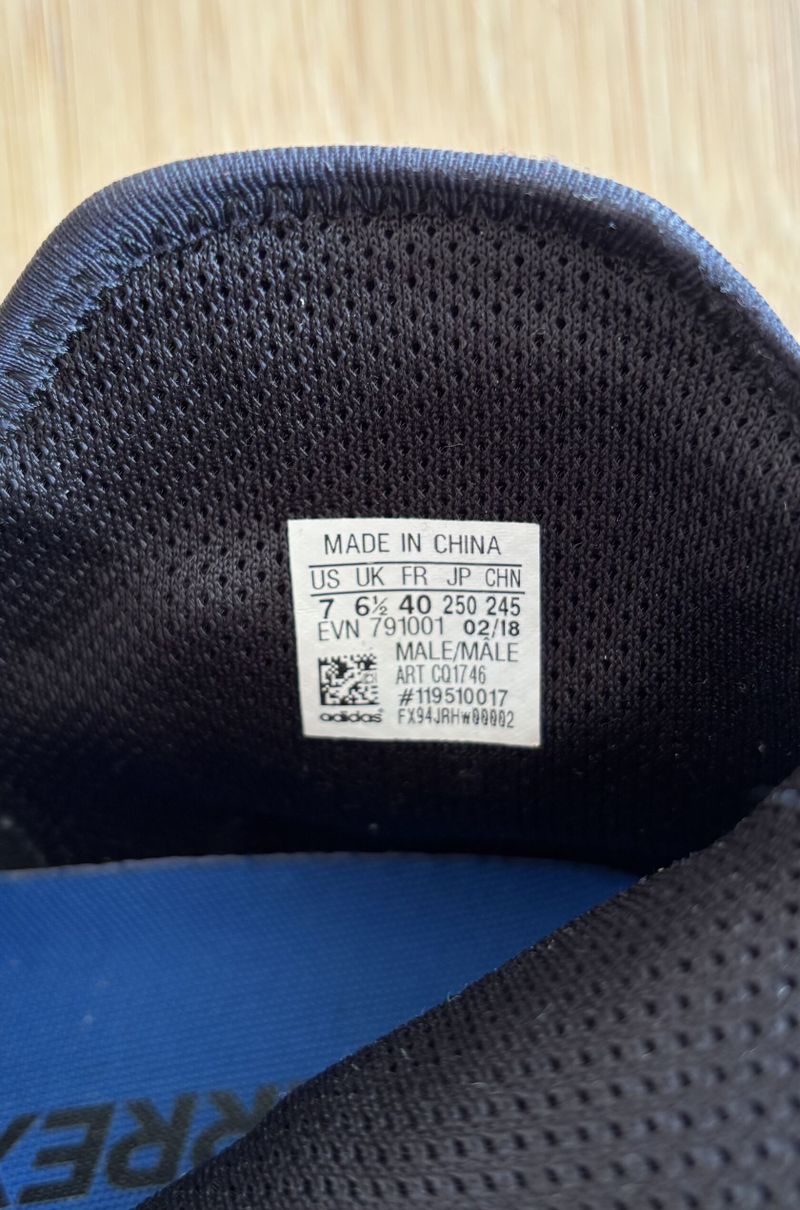 MADE IN CHINA
US UK FR JP CHN
7 6½ 40 250 245
EVN 791001 02/18
MALE/MÂLE
ART CQ1746
#119510017
adidas FX94JRHW00002